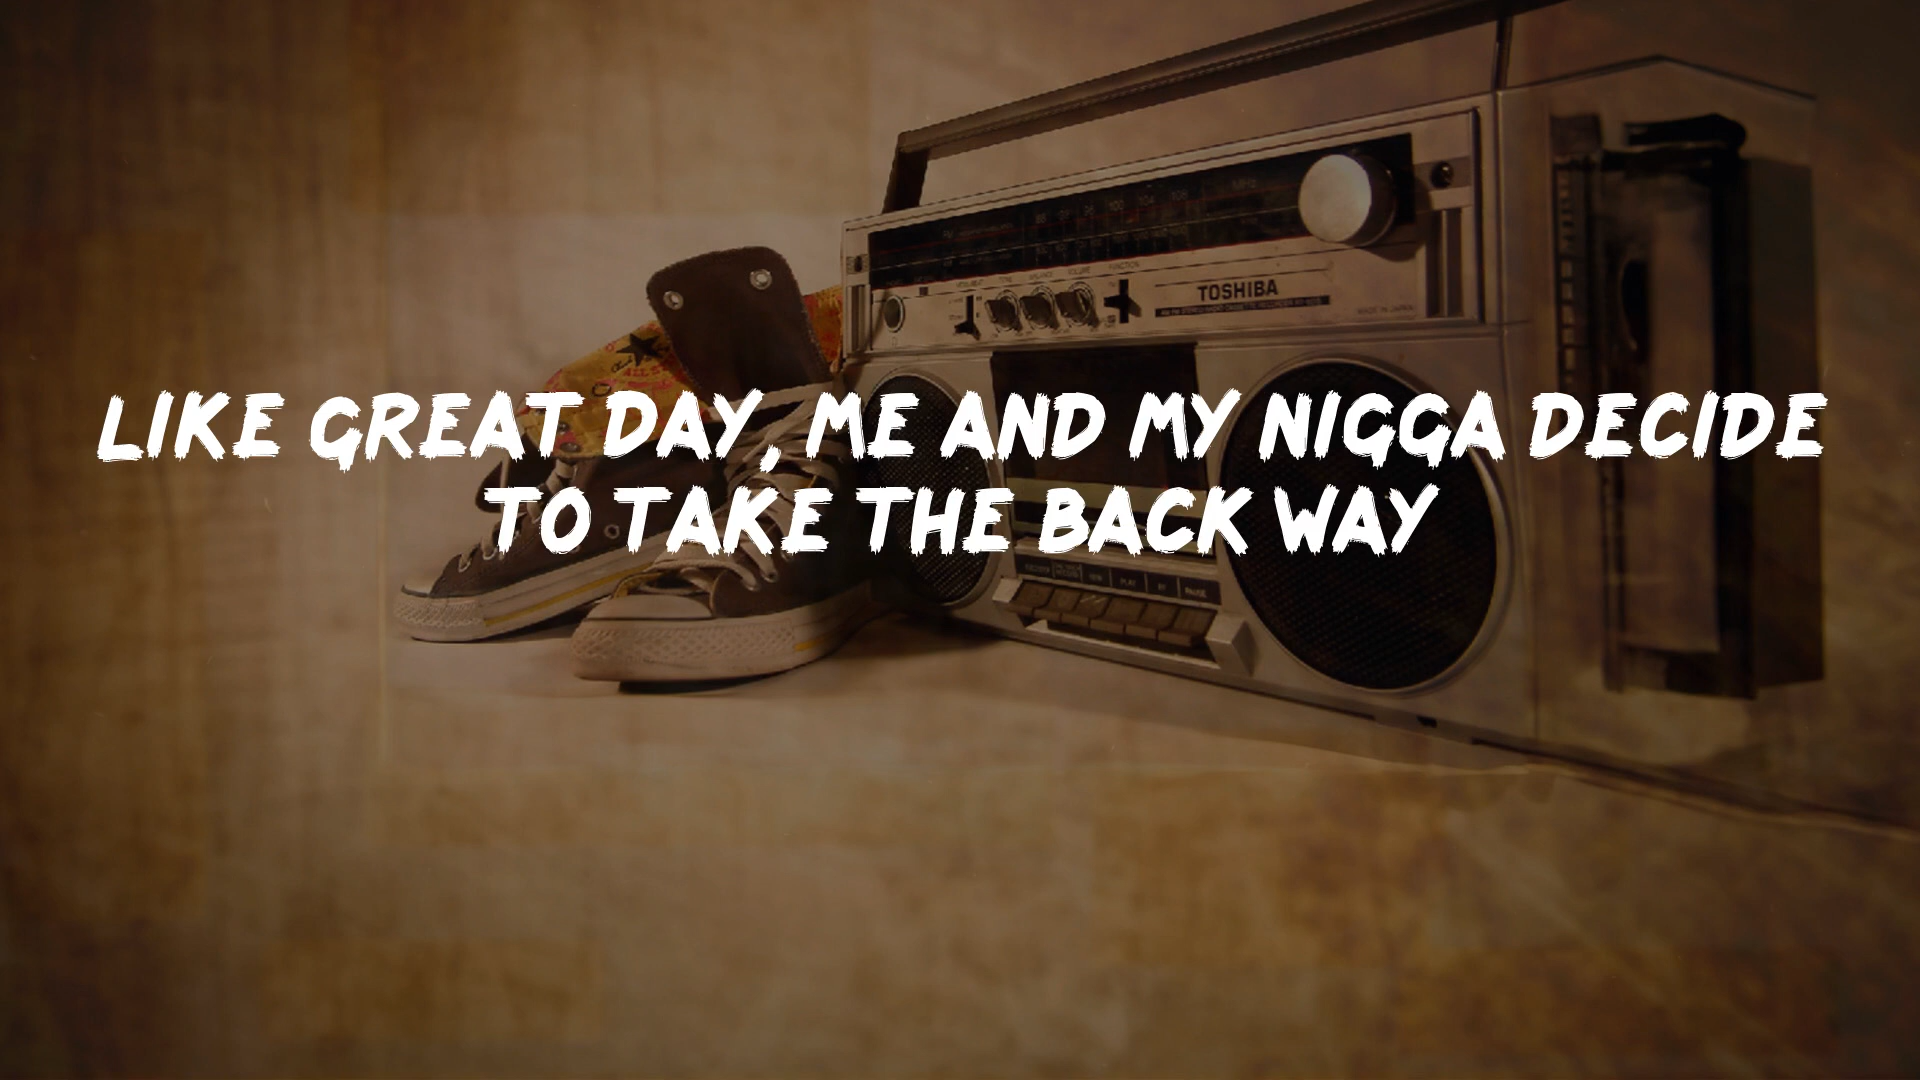 TOSHIBA
LIKE GREAT DAY, ME AND MY NIGGA DECIDE
TO TAKE THE BACK WAY